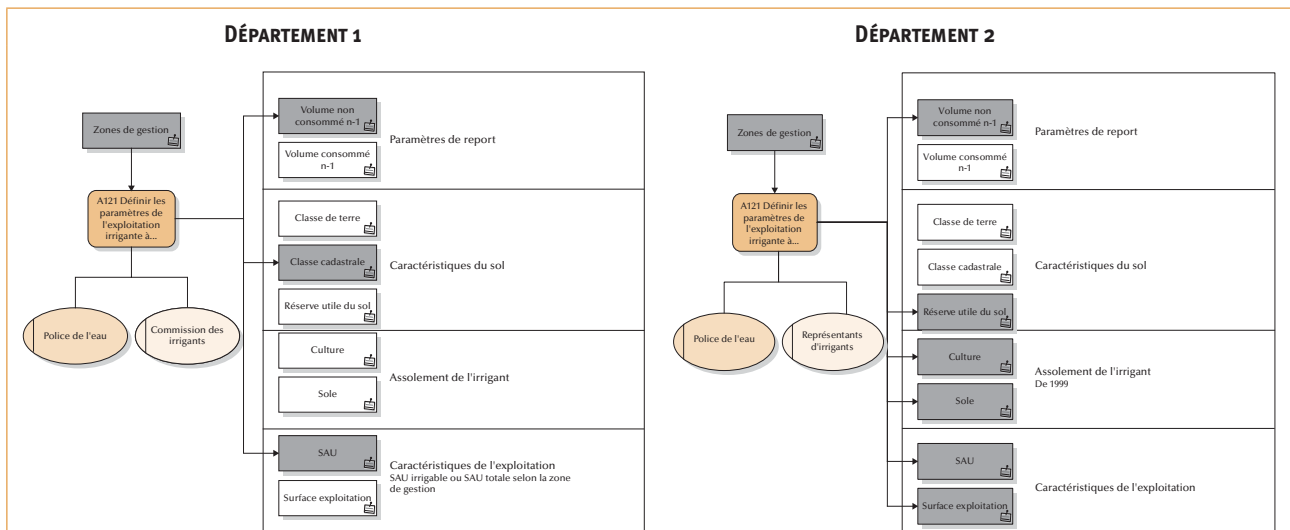 DÉPARTEMENT 1
Zones de gestion
A121 Définir les
paramètres de
l'exploitation
irrigante à...
Police de l'eau
Commission des
irrigants
Volume non
consommé n-1
Volume consommé
n-1
Paramètres de report
Classe de terre
Classe cadastrale
Réserve utile du sol
Caractéristiques du sol
Culture
Sole
Assolement de l'irrigant
SAU
Surface exploitation
Caractéristiques de l'exploitation
SAU irrigable ou SAU totale selon la zone
de gestion
DÉPARTEMENT 2
Zones de gestion
A121 Définir les
paramètres de
l'exploitation
irrigante à...
Police de l'eau
Représentants
d'irrigants
Volume non
consommé n-1
Volume consommé
n-1
Paramètres de report
Classe de terre
Classe cadastrale
Réserve utile du sol
Caractéristiques du sol
Culture
Sole
Assolement de l'irrigant
De 1999
SAU
Surface exploitation
Caractéristiques de l'exploitation